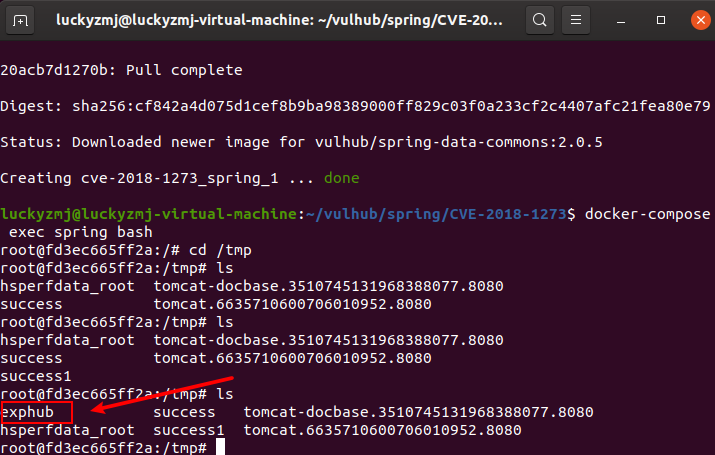 luckyzmj@luckyzmj-virtual-machine: ~/vulhub/spring/CVE-20...
20acb7d1270b: Pull complete
Digest: sha256:cf842a4d075d1cef8b9ba98389000ff829c03f0a233cf2c4407afc21fea80e79
Status: Downloaded newer image for vulhub/spring-data-commons:2.0.5
Creating cve-2018-1273_spring_1 ... done
luckyzmj@luckyzmj-virtual-machine:~/vulhub/spring/CVE-2018-1273$ docker-compose
exec spring bash
root@fd3ec665ff2a:/# cd /tmp
root@fd3ec665ff2a:/tmp# ls
hsperfdata_root  tomcat-docbase.3510745131968388077.8080
success          tomcat.6635710600706010952.8080
root@fd3ec665ff2a:/tmp# ls
hsperfdata_root  tomcat-docbase.3510745131968388077.8080
success          tomcat.6635710600706010952.8080
success1
root@fd3ec665ff2a:/tmp# ls
exphub           success   tomcat-docbase.3510745131968388077.8080
hsperfdata_root  success1  tomcat.6635710600706010952.8080
root@fd3ec665ff2a:/tmp#